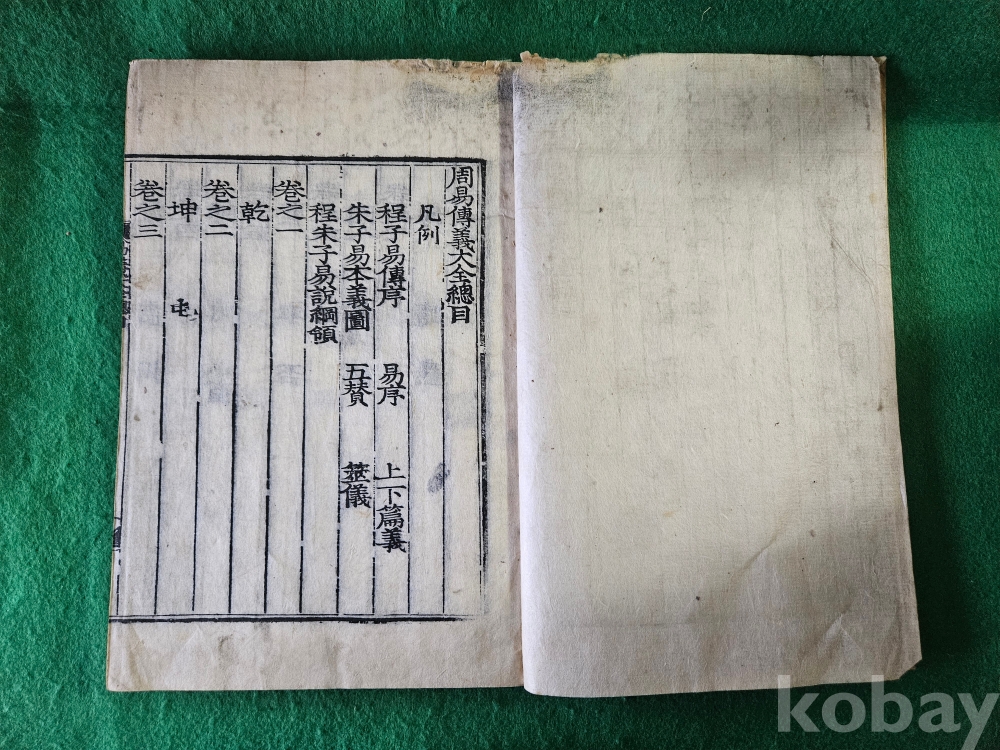 周易傳義大全總目
凡例
程子易傳序 易序 上下篇義
朱子易本義圖 五賛 筮儀
程朱子易說綱領
卷之一
乾
卷之二
坤 屯
卷之三
kobay